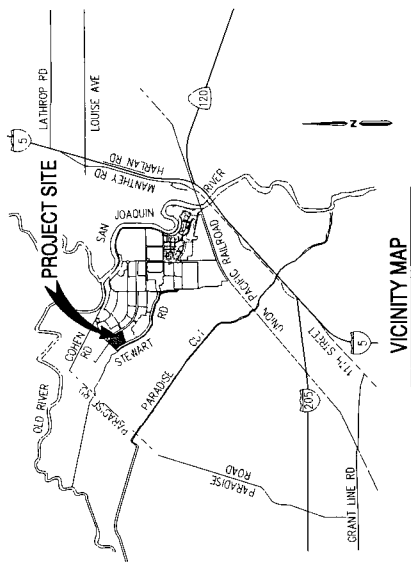 LATHROP RD
LOUISE AVE
5
HARLAN RD
MANTHEY RD
120
PROJECT SITE
SAN
JOAQUIN
RIVER
OLD RIVER
COHEN
RD
STEWART
RD
PARADISE
CUT
PARADISE
UNION
PACIFIC
RAILROAD
11TH STREET
5
205
PARADISE
ROAD
GRANT LINE RD
VICINITY MAP